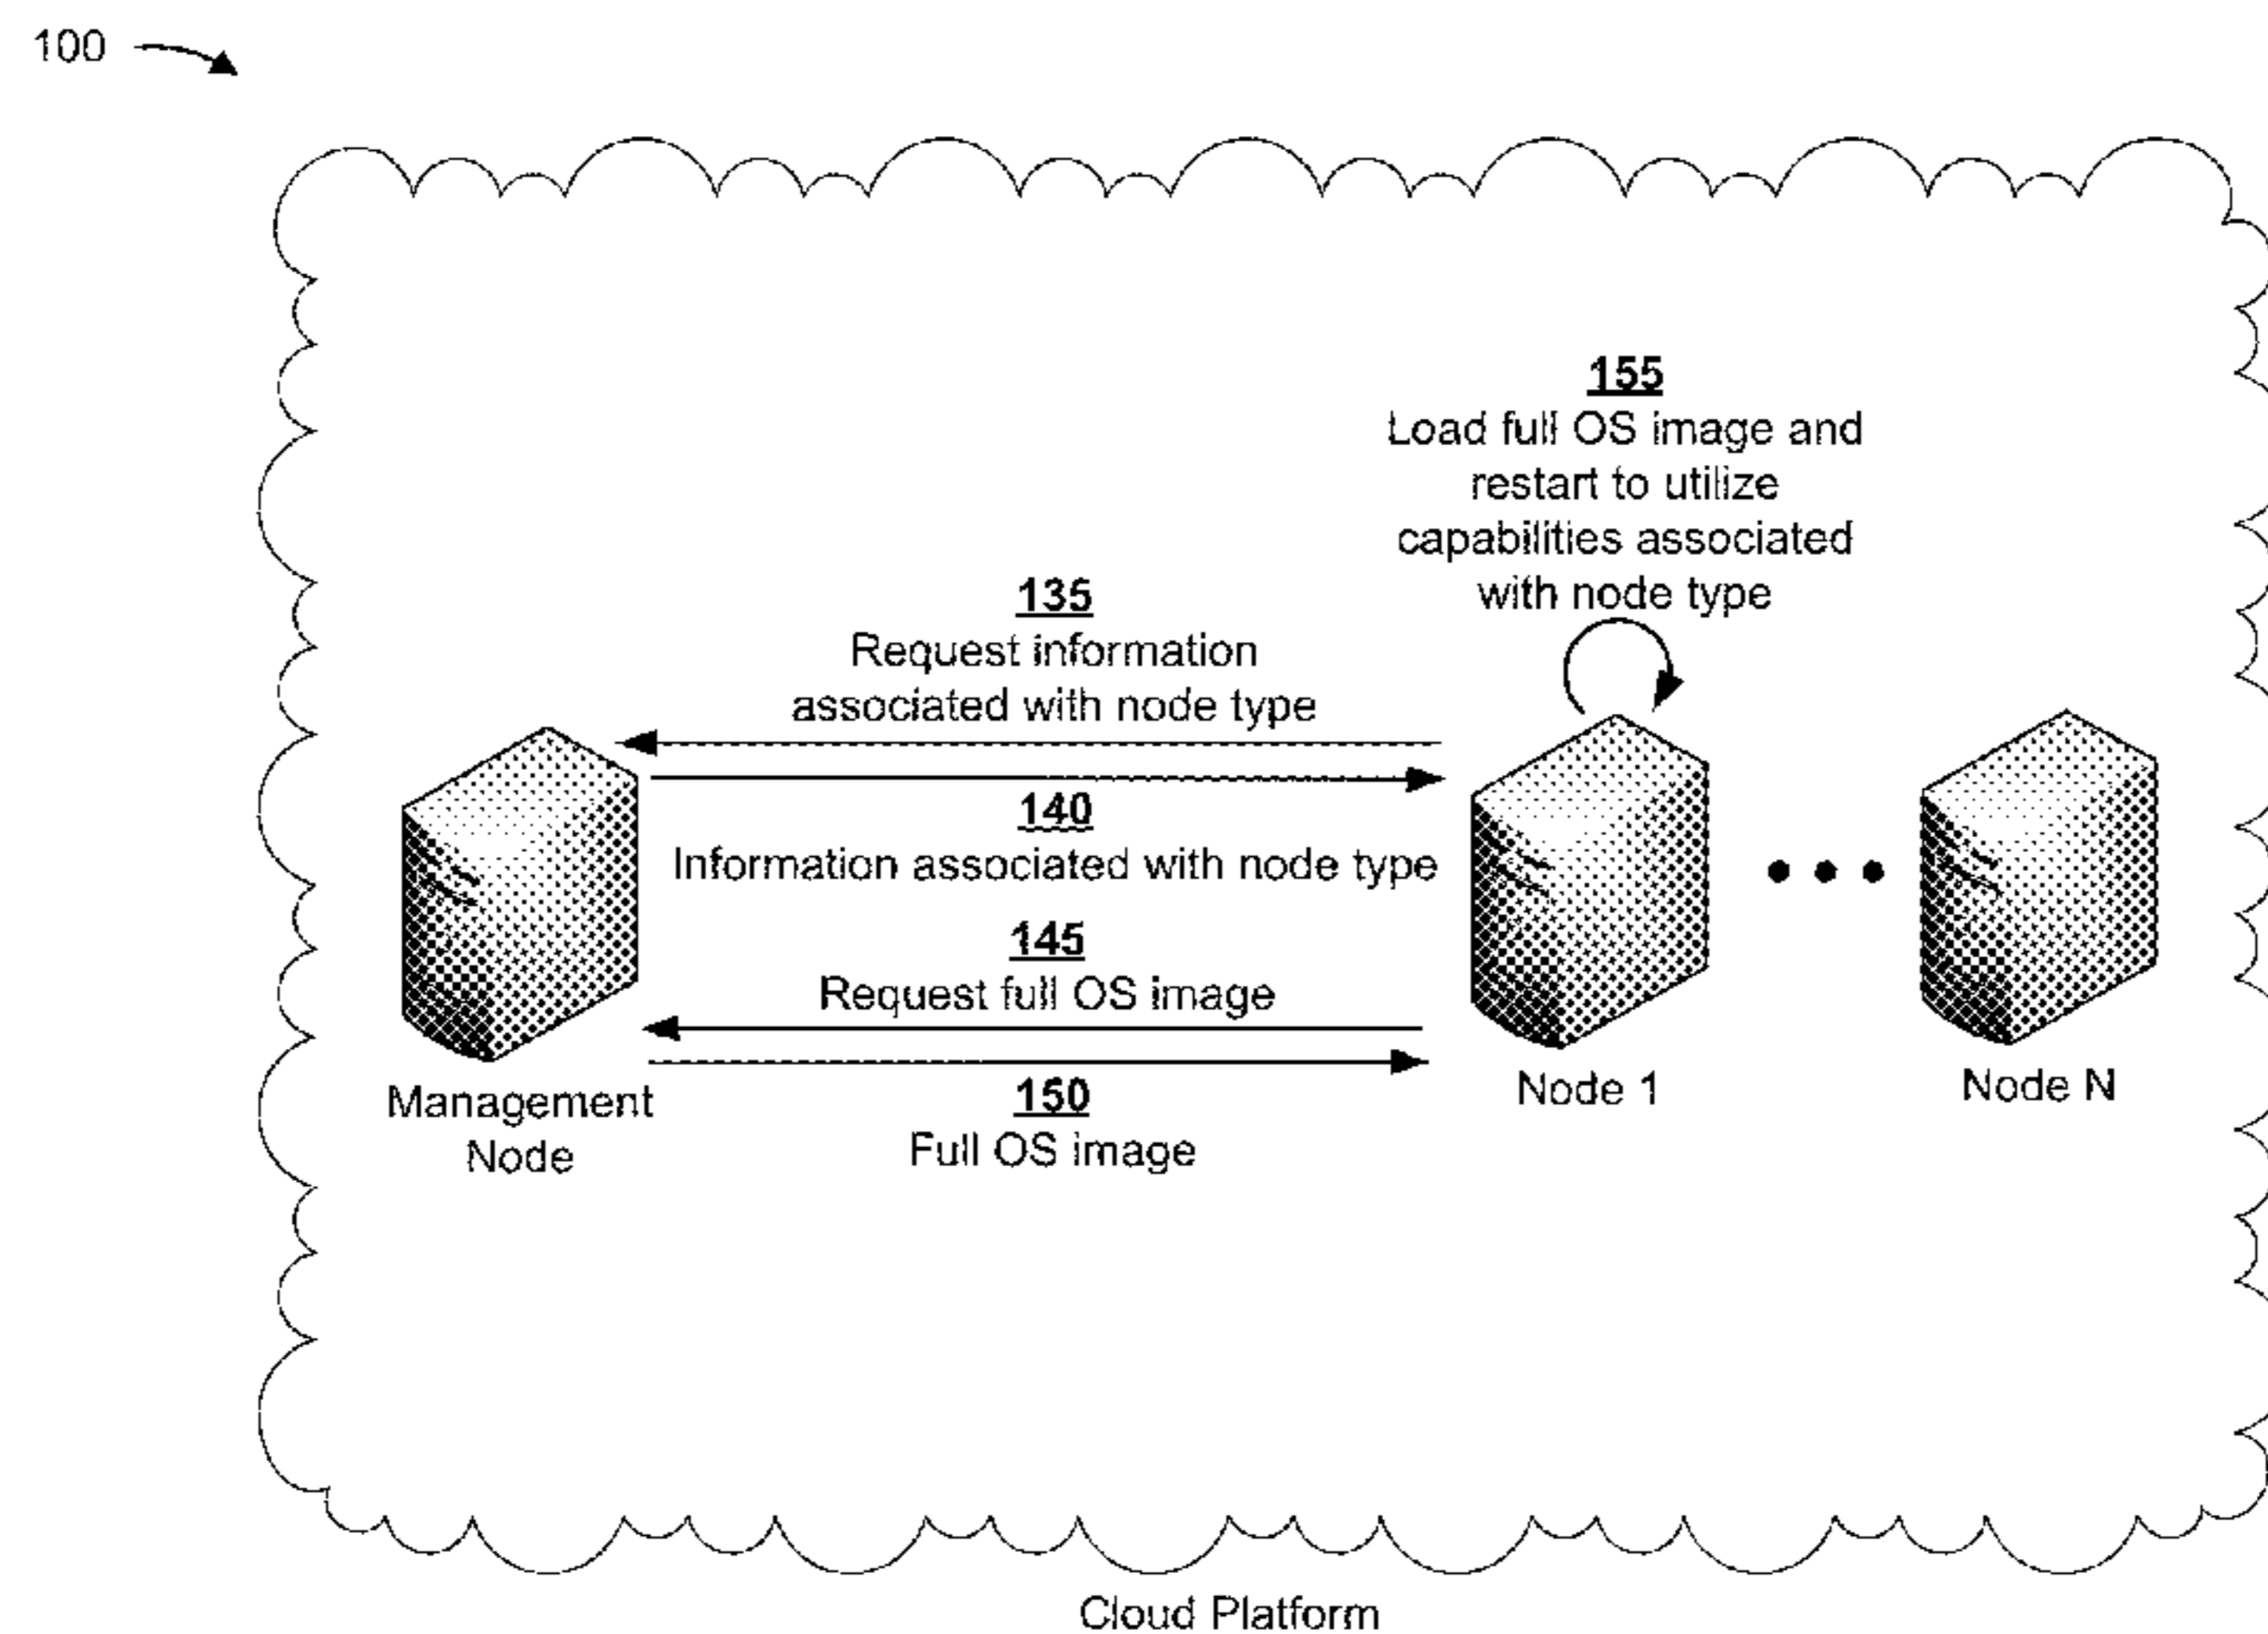 100
155
Load full OS image and
restart to utilize
capabilities associated
with node type
135
Request information
associated with node type
140
Information associated with node type
145
Request full OS image
150
Full OS image
Management
Node
Node 1
Node N
Cloud Platform